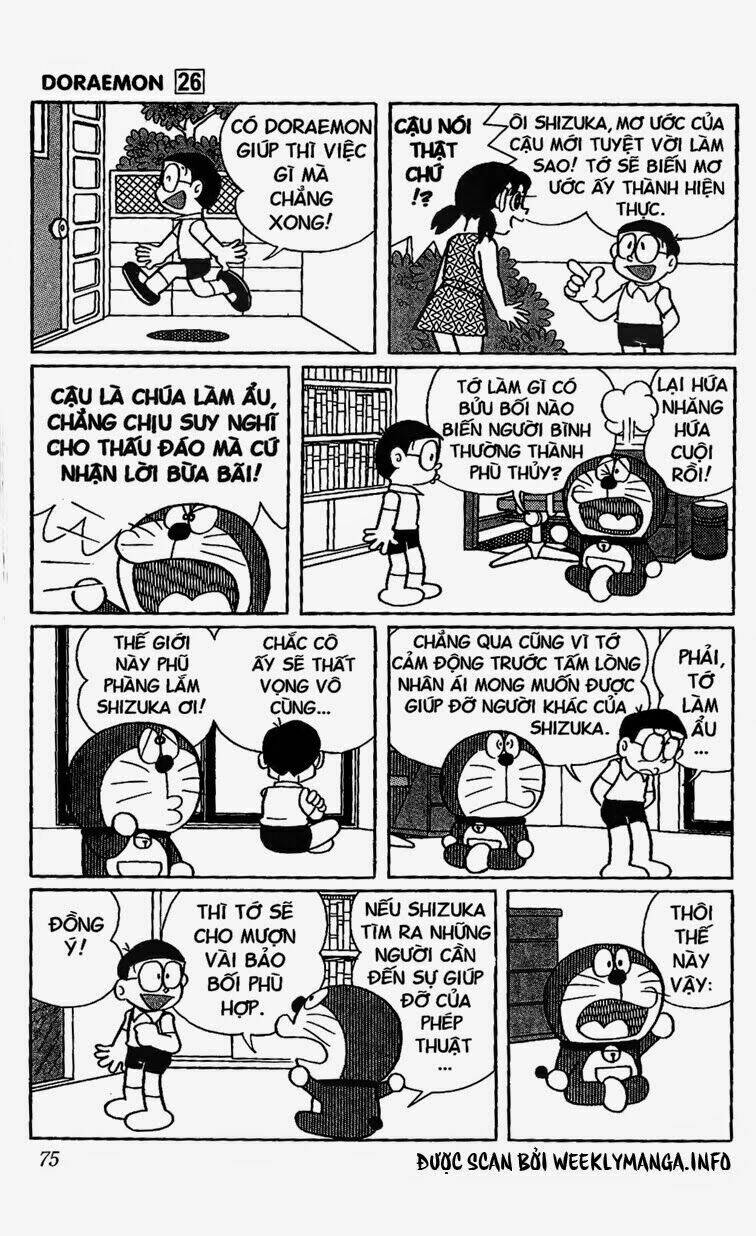 DORAEMON 26
ÔI SHIZUKA, MƠ ƯỚC CỦA
CẬU MỚI TUYỆT VỜI LÀM
SAO! TỚ SẼ BIẾN MƠ
ƯỚC ẤY THÀNH HIỆN
THỰC.
CẬU NÓI
THẬT
CHỨ
!?
CÓ DORAEMON
GIÚP THÌ VIỆC
GÌ MÀ
CHẲNG
XONG!
LẠI HỨA
NHĂNG
HỨA
CUỘI
RỒI!
TỚ LÀM GÌ CÓ
BỬU BỐI NÀO
BIẾN NGƯỜI BÌNH
THƯỜNG THÀNH
PHÙ THỦY?
CẬU LÀ CHÚA LÀM ẨU,
CHẲNG CHỊU SUY NGHĨ
CHO THẤU ĐÁO MÀ CỨ
NHẬN LỜI BỪA BÃI!
PHẢI,
TỚ
LÀM
ẨU
...
CHẲNG QUA CŨNG VÌ TỚ
CẢM ĐỘNG TRƯỚC TẤM LÒNG
NHÂN ÁI MONG MUỐN ĐƯỢC
GIÚP ĐỠ NGƯỜI KHÁC CỦA
SHIZUKA.
CHẮC CÔ
ẤY SẼ THẤT
VỌNG VÔ
CÙNG...
THẾ GIỚI
NÀY PHŨ
PHÀNG LẮM
SHIZUKA ƠI!
THÔI
THẾ
NÀY
VẬY:
NẾU SHIZUKA
TÌM RA NHỮNG
NGƯỜI CẦN
ĐẾN SỰ GIÚP
ĐỠ CỦA
PHÉP
THUẬT
...
THÌ TỚ SẼ
CHO MƯỢN
VÀI BẢO
BỐI PHÙ
HỢP.
ĐỒNG
Ý!
75
ĐƯỢC SCAN BỞI WEEKLYMANGA.INFO